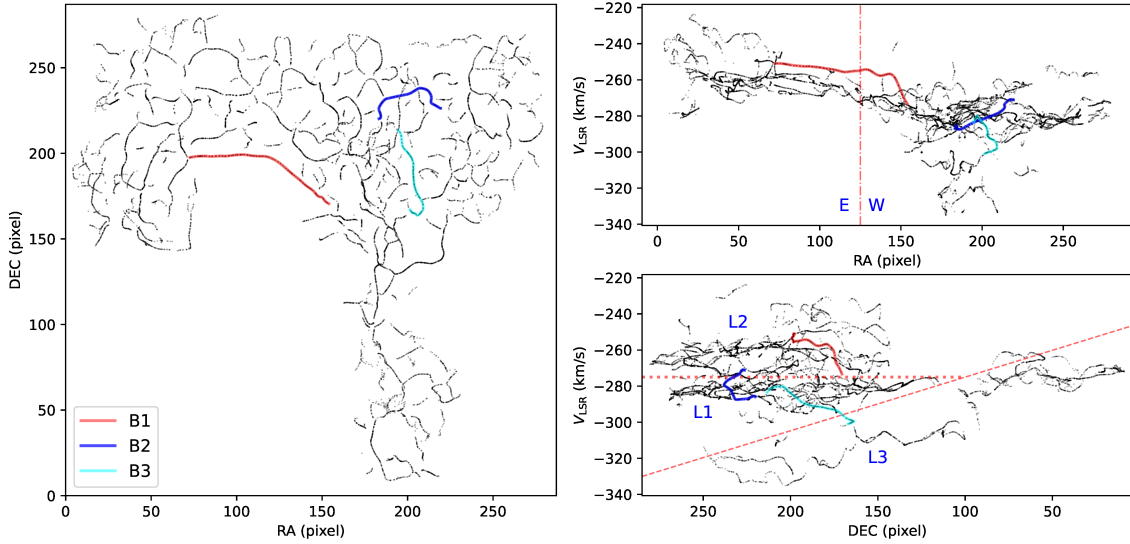 DEC (pixel)
250
200
150
100
50
0
0 50 100 150 200 250
RA (pixel)
B1
B2
B3
V_LSR (km/s)
−220
−240
−260
−280
−300
−320
−340
E W
0 50 100 150 200 250
RA (pixel)
V_LSR (km/s)
−220
−240
−260
−280
−300
−320
−340
L2
L1
L3
250 200 150 100 50
DEC (pixel)